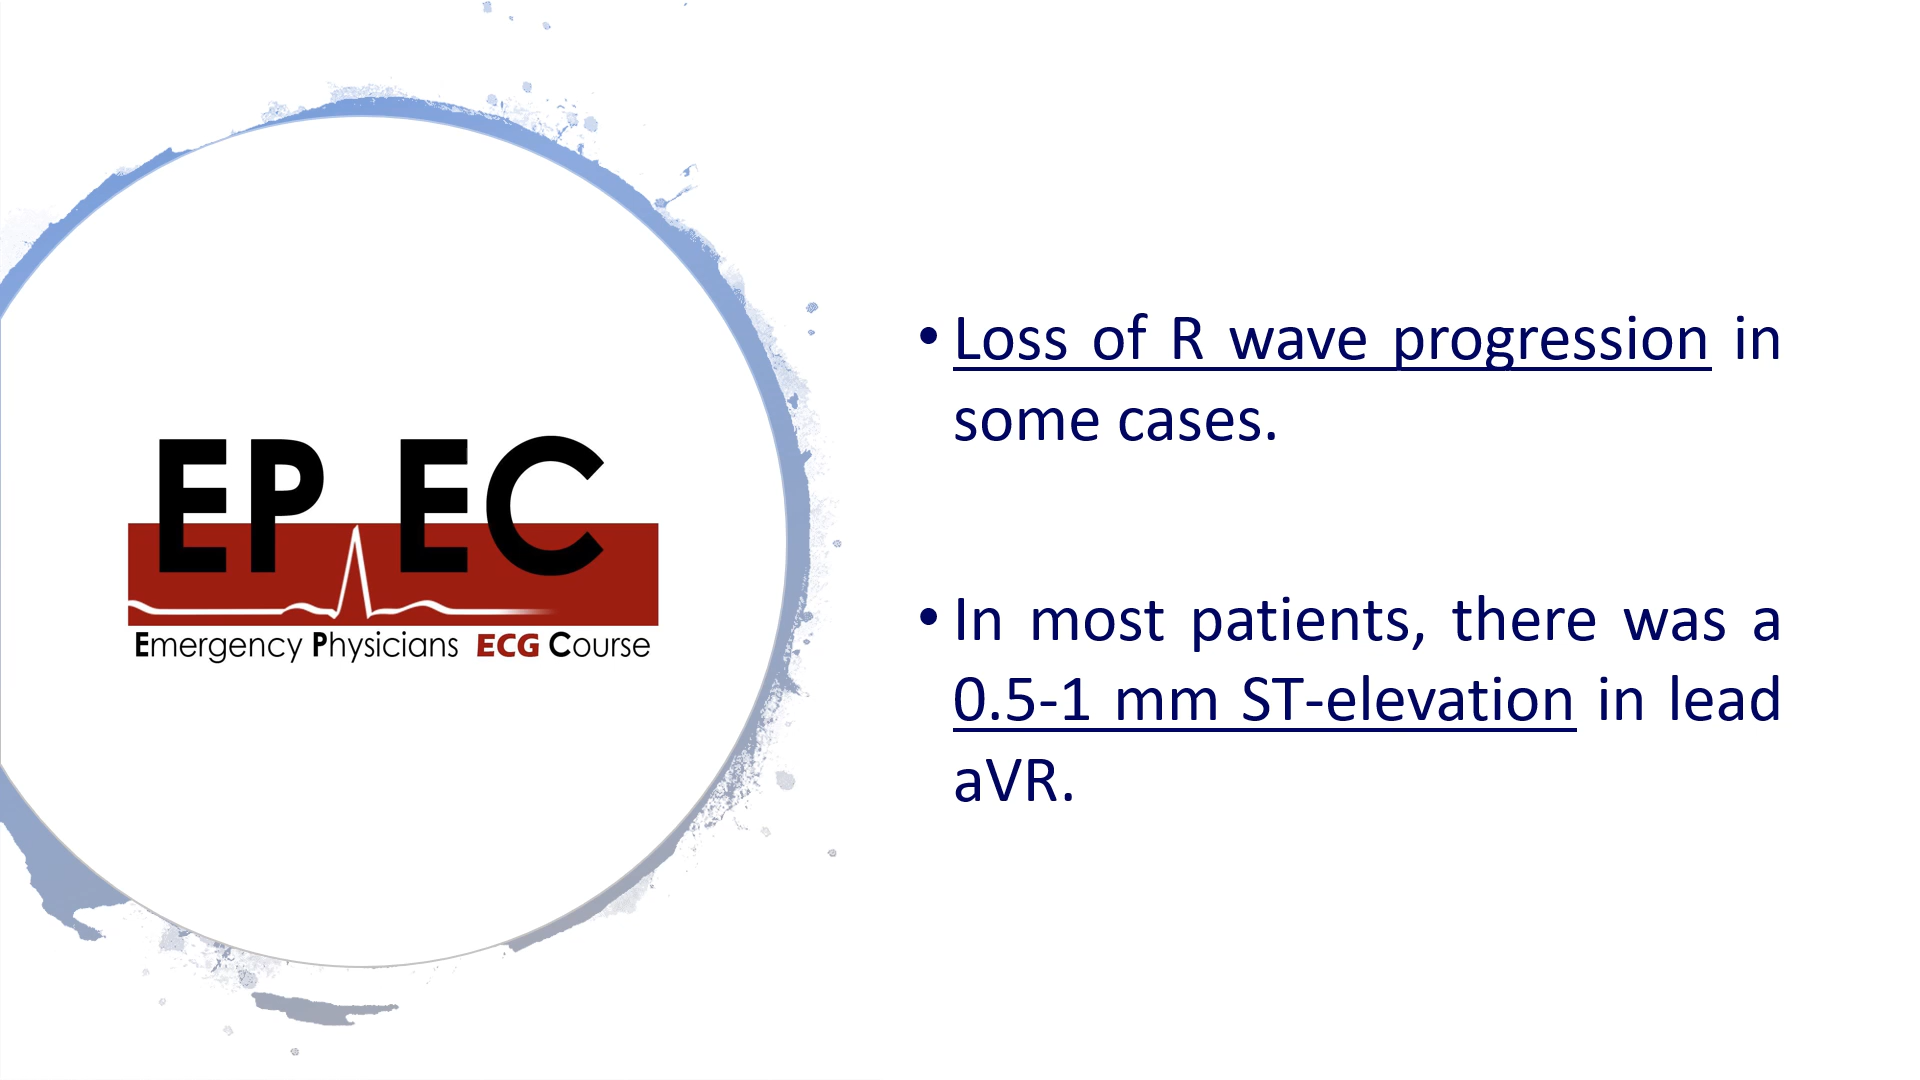 EP EC
Emergency Physicians ECG Course
• Loss of R wave progression in
some cases.
• In most patients, there was a
0.5-1 mm ST-elevation in lead
aVR.